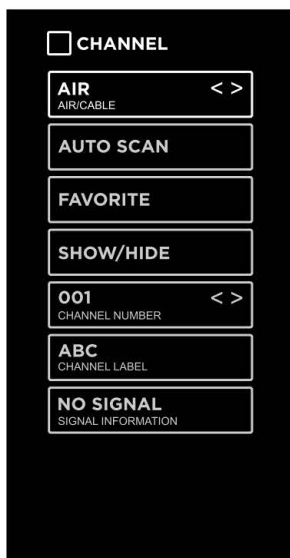 CHANNEL
AIR < >
AIR/CABLE
AUTO SCAN
FAVORITE
SHOW/HIDE
001 < >
CHANNEL NUMBER
ABC
CHANNEL LABEL
NO SIGNAL
SIGNAL INFORMATION